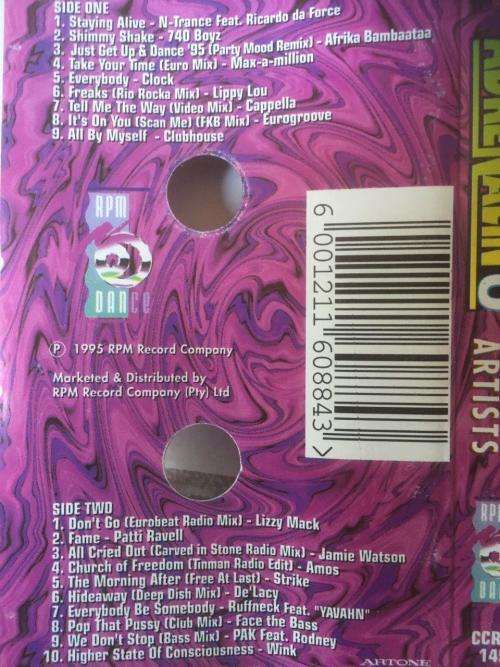 SIDE ONE
1. Staying Alive - N-Trance Feat. Ricardo da Force
2. Shimmy Shake - 740 Boyz
3. Just Get Up & Dance '95 (Party Mood Remix) - Afrika Bambaataa
4. Take Your Time (Euro Mix) - Max-a-million
5. Everybody - Clock
6. Freaks (Rio Rocka Mix) - Lippy Lou
7. Tell Me The Way (Video Mix) - Cappella
8. It's On You (Scan Me) (FKB Mix) - Eurogroove
9. All By Myself - Clubhouse
RPM
DANCE
Ⓟ 1995 RPM Record Company
Marketed & Distributed by
RPM Record Company (Pty) Ltd
6 001211 608843 >
SIDE TWO
1. Don't Go (Eurobeat Radio Mix) - Lizzy Mack
2. Fame - Patti Ravell
3. All Cried Out (Carved in Stone Radio Mix) - Jamie Watson
4. Church of Freedom (Tinman Radio Edit) - Amos
5. The Morning After (Free At Last) - Strike
6. Hideaway (Deep Dish Mix) - De'Lacy
7. Everybody Be Somebody - Ruffneck Feat. "YAVAHN"
8. Pop That Pussy (Club Mix) - Face the Bass
9. We Don't Stop (Bass Mix) - PAK Feat. Rodney
10. Higher State Of Consciousness - Wink
ARTONE
ARTISTS